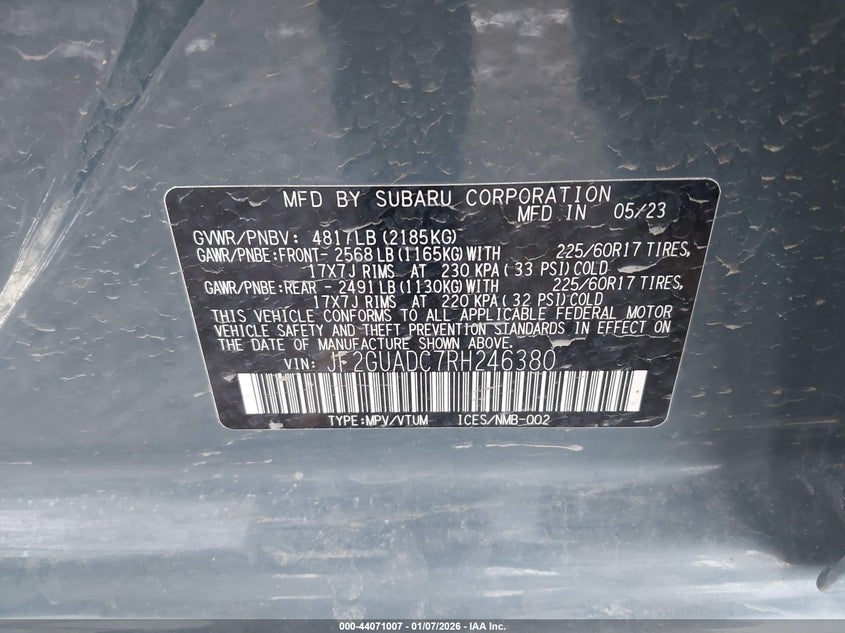 MFD BY SUBARU CORPORATION
MFD IN 05/23
GVWR/PNBV: 4817LB (2185KG)
GAWR/PNBE:FRONT- 2568LB (1165KG) WITH 225/60R17 TIRES,
17X7J RIMS AT 230 KPA ( 33 PSI) COLD
GAWR/PNBE:REAR - 2491LB (1130KG) WITH 225/60R17 TIRES,
17X7J RIMS AT 220 KPA ( 32 PSI) COLD
THIS VEHICLE CONFORMS TO ALL APPLICABLE FEDERAL MOTOR
VEHICLE SAFETY AND THEFT PREVENTION STANDARDS IN EFFECT ON
THE DATE OF MANUFACTURE SHOWN ABOVE.
VIN: JF2GUADC7RH246380
TYPE:MPV/VTUM ICES/NMB-002
000-44071007 - 01/07/2026 - IAA Inc.